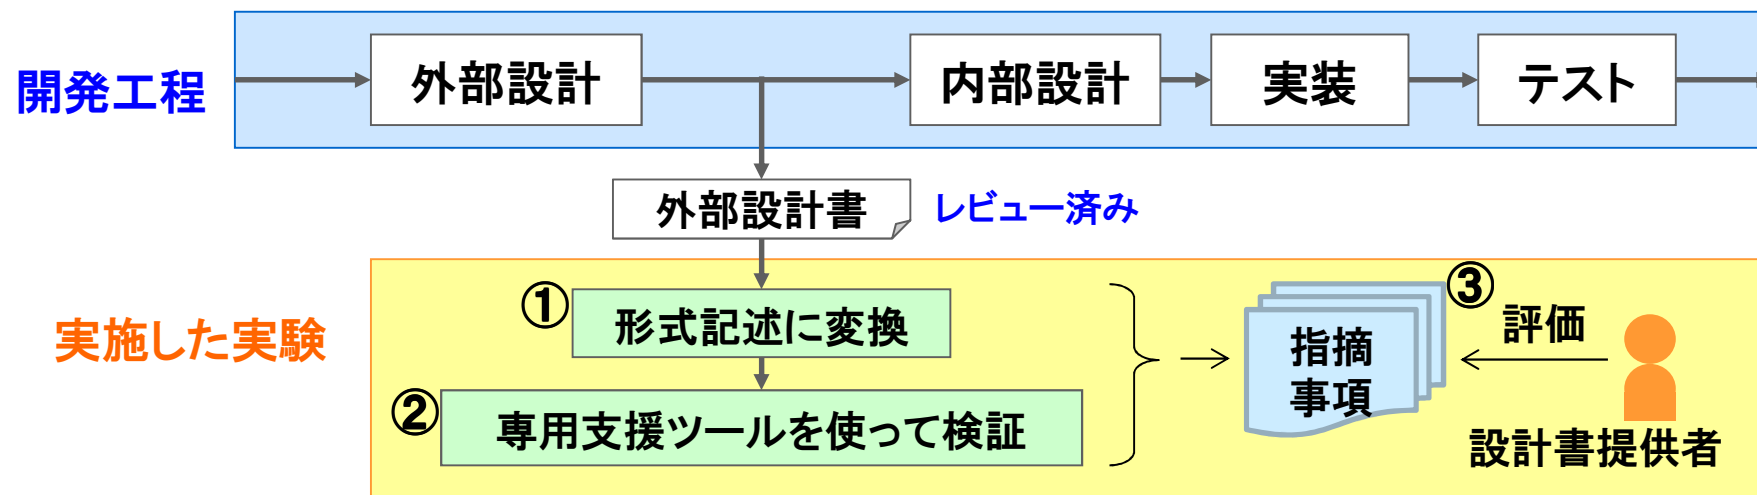 開発工程
外部設計
内部設計
実装
テスト
外部設計書
レビュー済み
実施した実験
①
形式記述に変換
②
専用支援ツールを使って検証
指摘
事項
③
評価
設計書提供者